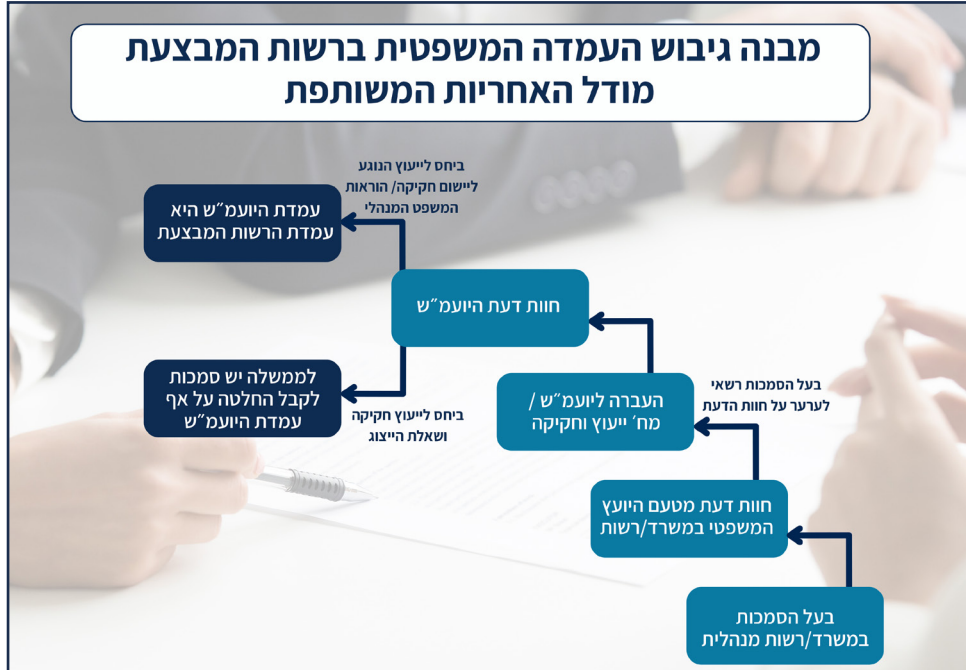 מבנה גיבוש העמדה המשפטית ברשות המבצעת
מודל האחריות המשותפת
ביחס לייעוץ הנוגע
ליישום חקיקה/ הוראות
המשפט המנהלי
עמדת היועמ״ש היא
עמדת הרשות המבצעת
חוות דעת היועמ״ש
לממשלה יש סמכות
לקבל החלטה על אף
עמדת היועמ״ש
ביחס לייעוץ חקיקה
ושאלת הייצוג
בעל הסמכות רשאי
לערער על חוות הדעת
העברה ליועמ״ש /
מח׳ ייעוץ וחקיקה
חוות דעת מטעם היועץ
המשפטי במשרד/רשות
בעל הסמכות
במשרד/רשות מנהלית